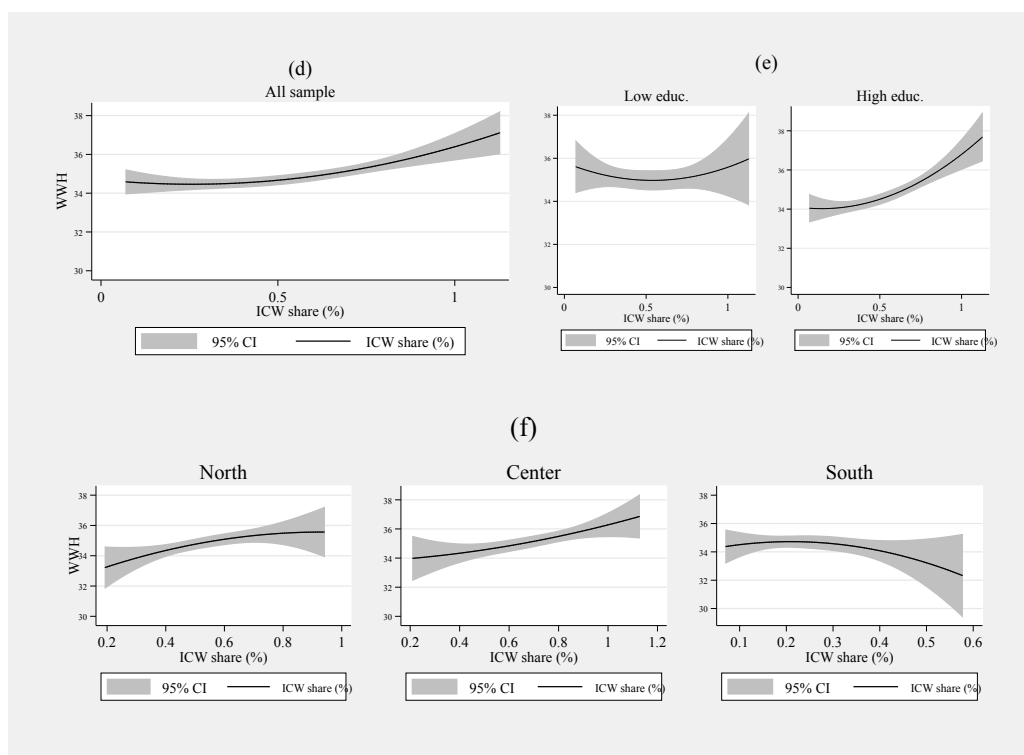 (d)
All sample
38
36
34
32
30
WWH
0 0.5 1
ICW share (%)
95% CI ICW share (%)
(e)
Low educ.
38
36
34
32
30
0 0.5 1
ICW share (%)
95% CI ICW share (%)
High educ.
38
36
34
32
30
0 0.5 1
ICW share (%)
95% CI ICW share (%)
(f)
North
38
36
34
32
30
WWH
0.2 0.4 0.6 0.8 1
ICW share (%)
95% CI ICW share (%)
Center
38
36
34
32
30
0.2 0.4 0.6 0.8 1 1.2
ICW share (%)
95% CI ICW share (%)
South
38
36
34
32
30
0.1 0.2 0.3 0.4 0.5 0.6
ICW share (%)
95% CI ICW share (%)